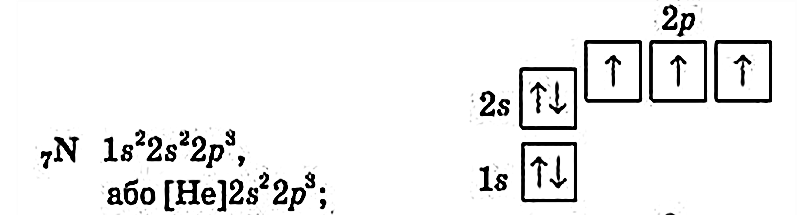 2p
↑ ↑ ↑
2s ↑↓
₇N 1s²2s²2p³,
1s ↑↓
або [He]2s²2p³;